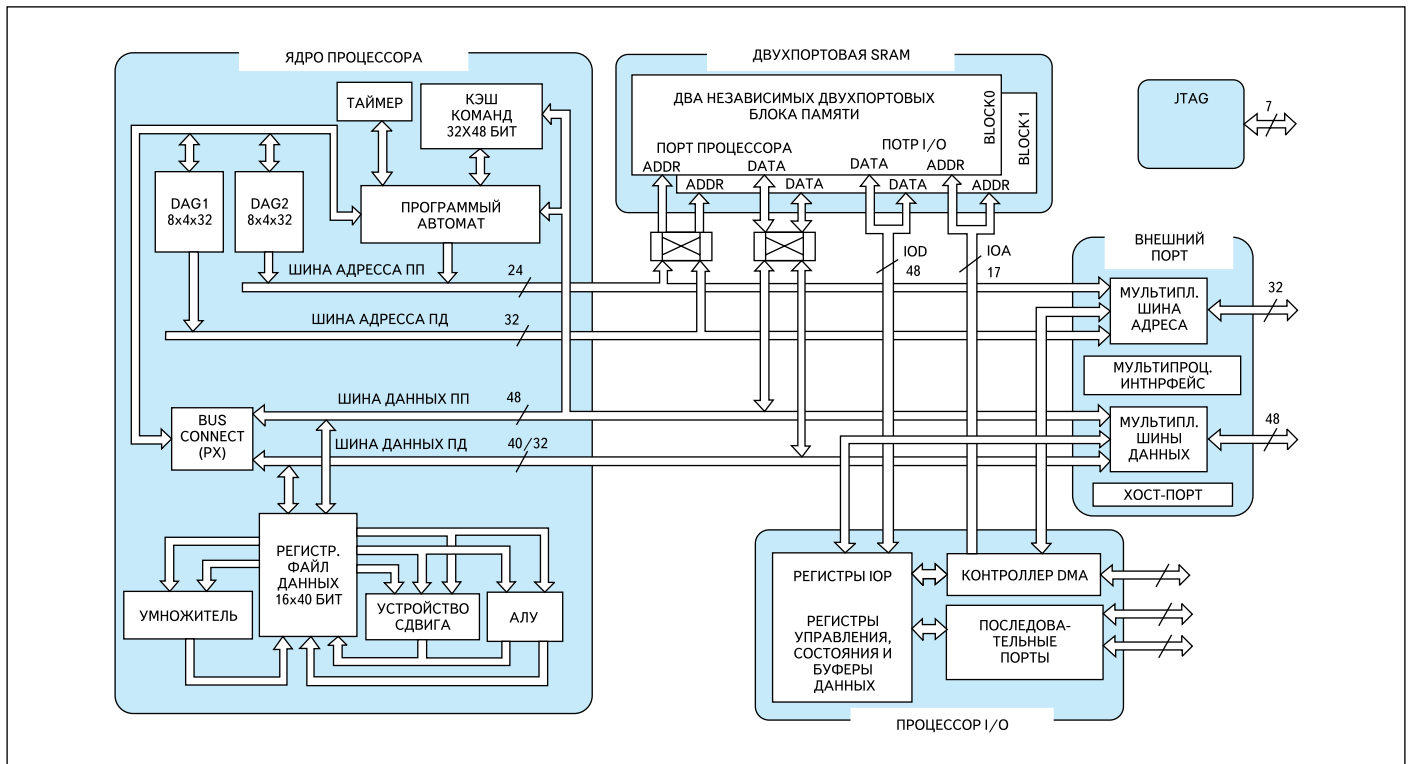 ЯДРО ПРОЦЕССОРА
ТАЙМЕР
КЭШ
КОМАНД
32X48 БИТ
DAG1
8x4x32
DAG2
8x4x32
ПРОГРАММЫЙ
АВТОМАТ
ШИНА АДРЕССА ПП
24
ШИНА АДРЕССА ПД
32
ШИНА ДАННЫХ ПП
48
ШИНА ДАННЫХ ПД
40/32
BUS
CONNECT
(PX)
РЕГИСТР.
ФАЙЛ
ДАННЫХ
16x40 БИТ
УМНОЖИТЕЛЬ
УСТРОЙСТВО
СДВИГА
АЛУ
ДВУХПОРТОВАЯ SRAM
ДВА НЕЗАВИСИМЫХ ДВУХПОРТОВЫХ
БЛОКА ПАМЯТИ
BLOCK0
BLOCK1
ПОРТ ПРОЦЕССОРА
ПОТР I/O
ADDR
DATA
DATA
ADDR
ADDR
DATA
DATA
ADDR
IOD
48
IOA
17
JTAG
7
ВНЕШНИЙ
ПОРТ
МУЛЬТИПЛ.
ШИНА
АДРЕСА
32
МУЛЬТИПРОЦ.
ИНТНРФЕЙС
МУЛЬТИПЛ.
ШИНЫ
ДАННЫХ
48
ХОСТ-ПОРТ
РЕГИСТРЫ IOP
РЕГИСТРЫ
УПРАВЛЕНИЯ,
СОСТОЯНИЯ И
БУФЕРЫ
ДАННЫХ
КОНТРОЛЛЕР DMA
ПОСЛЕДОВА-
ТЕЛЬНЫЕ
ПОРТЫ
ПРОЦЕССОР I/O